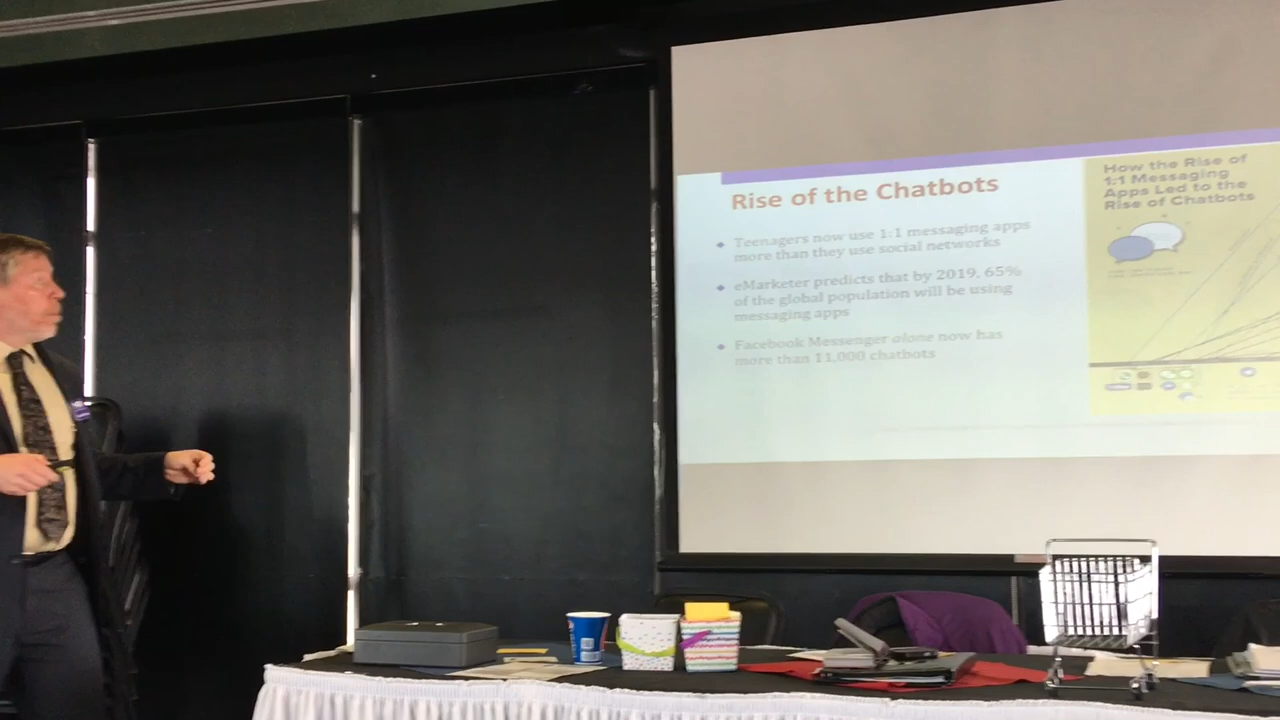 Rise of the Chatbots
Teenagers now use 1:1 messaging apps
more than they use social networks
eMarketer predicts that by 2019, 65%
of the global population will be using
messaging apps
Facebook Messenger alone now has
more than 11,000 chatbots
How the Rise of
1:1 Messaging
Apps Led to the
Rise of Chatbots